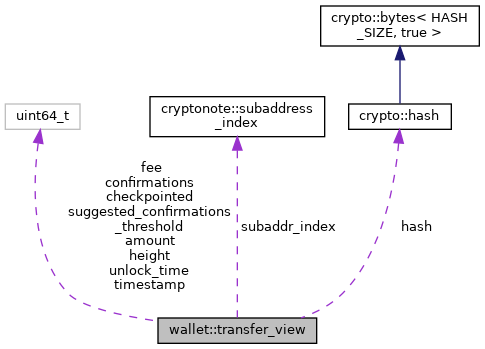 crypto::bytes< HASH
_SIZE, true >
uint64_t
cryptonote::subaddress
_index
crypto::hash
fee
confirmations
checkpointed
suggested_confirmations
_threshold
amount
height
unlock_time
timestamp
subaddr_index
hash
wallet::transfer_view